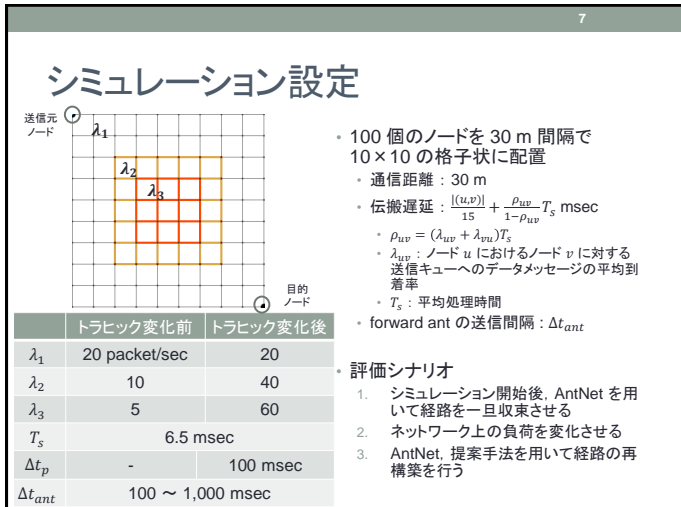 7
シミュレーション設定
送信元
ノード
λ₁
λ₂
λ₃
目的
ノード
トラヒック変化前 トラヒック変化後
λ₁ 20 packet/sec 20
λ₂ 10 40
λ₃ 5 60
Tₛ 6.5 msec
Δtₚ - 100 msec
Δtₐₙₜ 100 ～ 1,000 msec
• 100 個のノードを 30 m 間隔で
10×10 の格子状に配置
• 通信距離：30 m
• 伝搬遅延：|(u,v)|/15 + ρᵤᵥ/(1−ρᵤᵥ) Tₛ msec
• ρᵤᵥ = (λᵤᵥ + λᵥᵤ)Tₛ
• λᵤᵥ：ノード u におけるノード v に対する
送信キューへのデータメッセージの平均到
着率
• Tₛ：平均処理時間
• forward ant の送信間隔：Δtₐₙₜ
• 評価シナリオ
1. シミュレーション開始後，AntNet を用
いて経路を一旦収束させる
2. ネットワーク上の負荷を変化させる
3. AntNet，提案手法を用いて経路の再
構築を行う